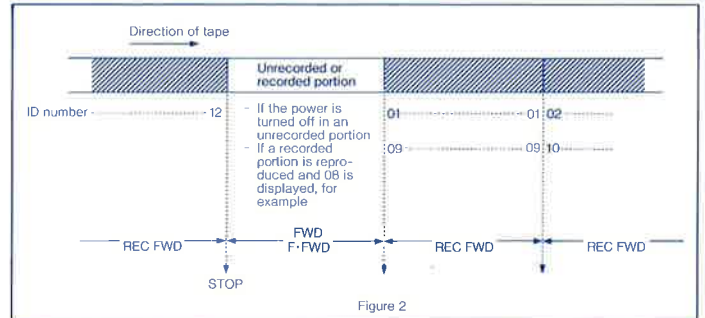 Direction of tape
Unrecorded or
recorded portion
ID number 12
- If the power is
turned off in an
unrecorded portion
- If a recorded
portion is repro-
duced and 08 is
displayed, for
example
01 01 02
09 09 10
REC FWD
FWD
F·FWD
REC FWD
REC FWD
STOP
Figure 2